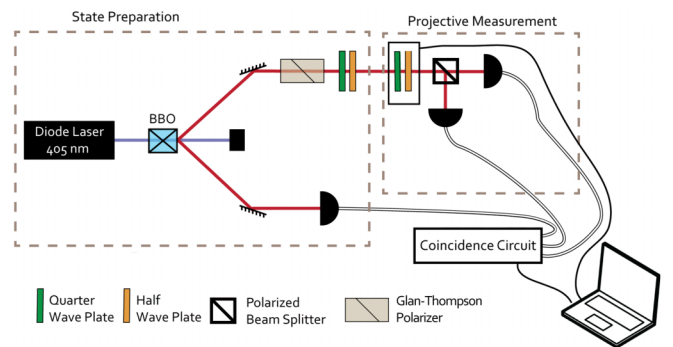 State Preparation
Projective Measurement
BBO
Diode Laser
405 nm
Coincidence Circuit
Quarter
Wave Plate
Half
Wave Plate
Polarized
Beam Splitter
Glan-Thompson
Polarizer